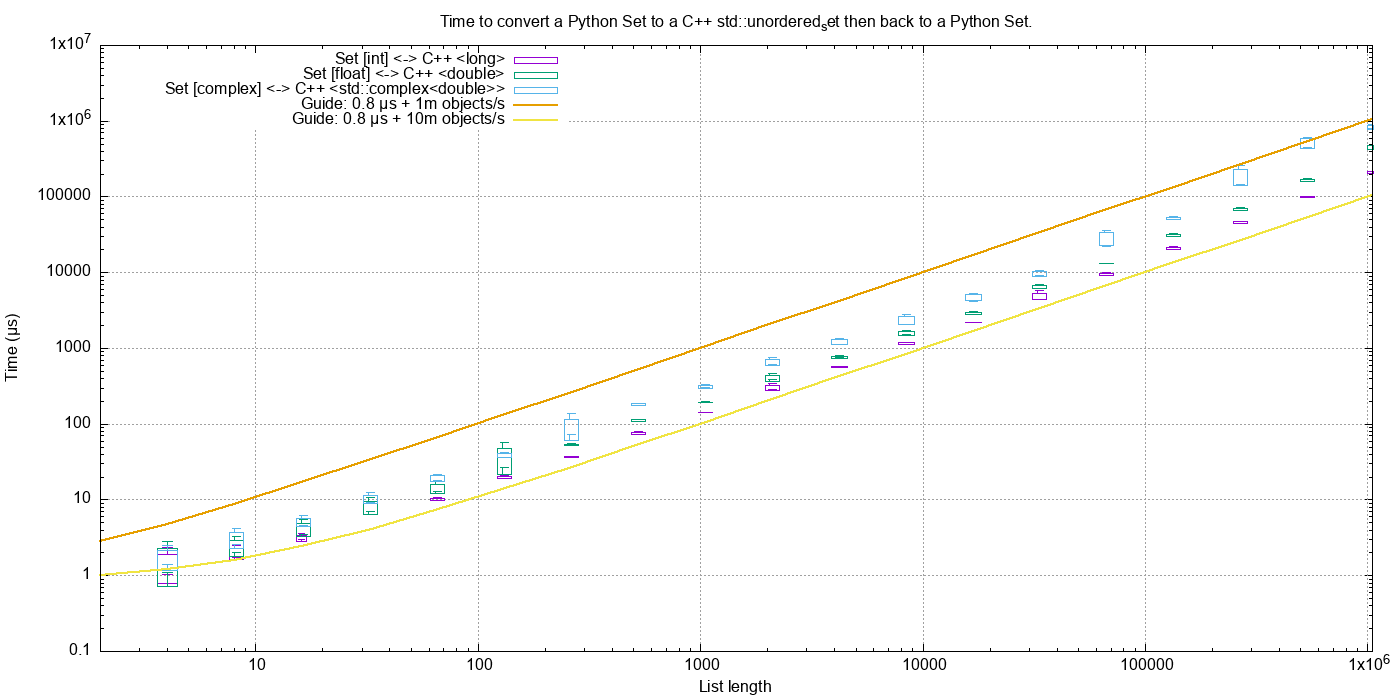 Time to convert a Python Set to a C++ std::unordered_set then back to a Python Set.
1x10^7
Set [int] <-> C++ <long>
Set [float] <-> C++ <double>
Set [complex] <-> C++ <std::complex<double>>
Guide: 0.8 µs + 1m objects/s
Guide: 0.8 µs + 10m objects/s
1x10^6
100000
10000
1000
100
10
1
0.1
Time (µs)
10
100
1000
10000
100000
1x10^6
List length